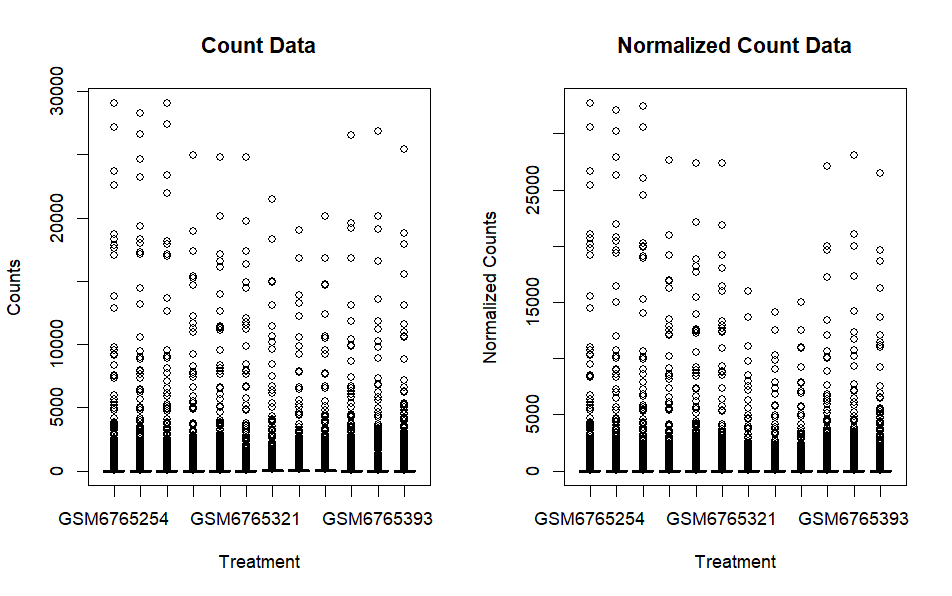 Count Data
Counts
30000
20000
10000
5000
0
GSM6765254 GSM6765321 GSM6765393
Treatment
Normalized Count Data
Normalized Counts
25000
15000
5000
0
GSM6765254 GSM6765321 GSM6765393
Treatment